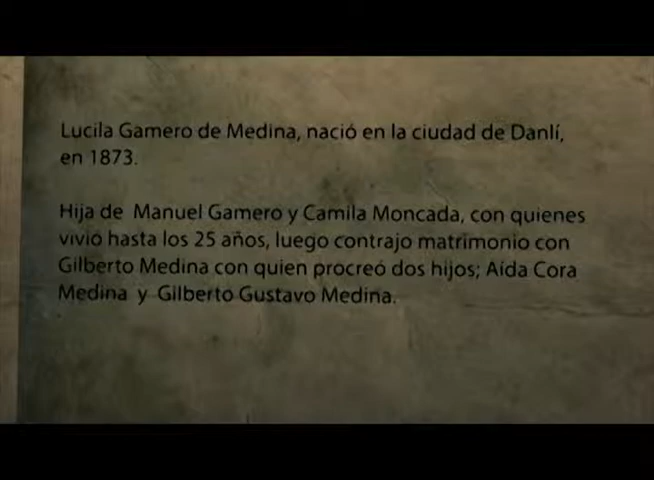 Lucila Gamero de Medina, nació en la ciudad de Danlí,
en 1873.
Hija de Manuel Gamero y Camila Moncada, con quienes
vivió hasta los 25 años, luego contrajo matrimonio con
Gilberto Medina con quien procreó dos hijos; Aída Cora
Medina y Gilberto Gustavo Medina.